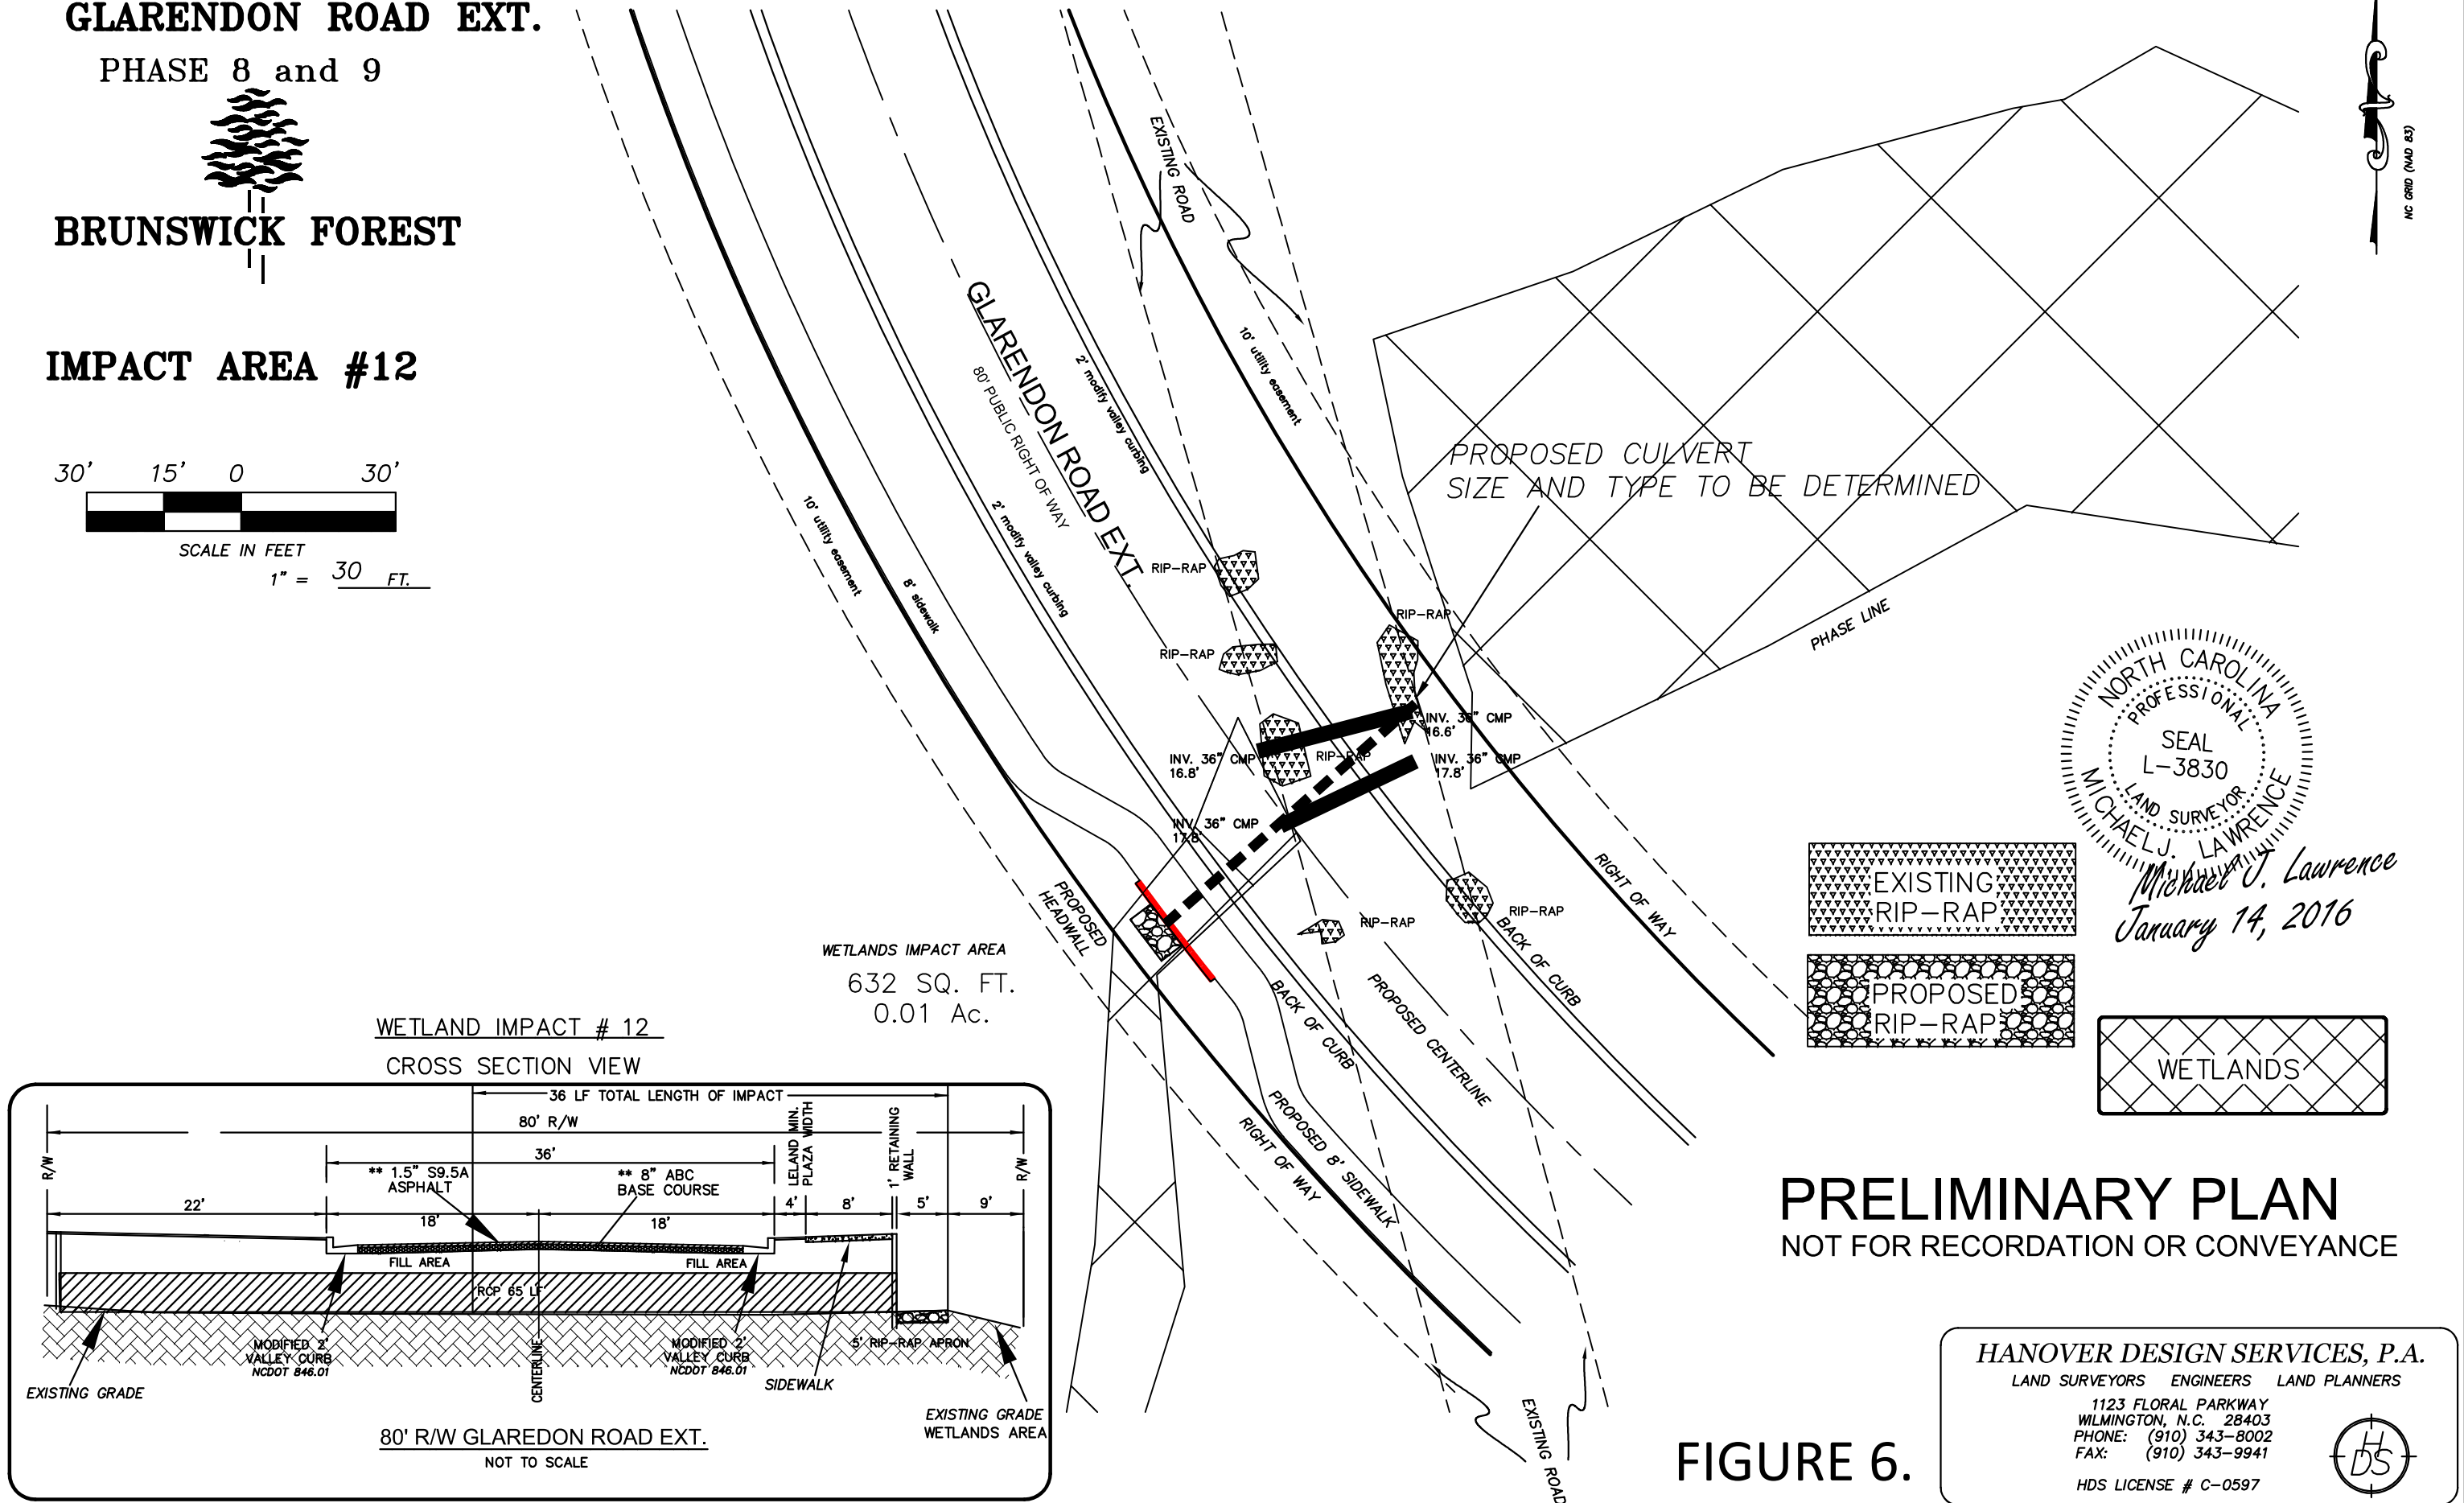 GLARENDON ROAD EXT.
PHASE 8 and 9
BRUNSWICK FOREST
IMPACT AREA #12
30' 15' 0 30'
SCALE IN FEET
1" = 30 FT.
NC GRID (NAD 83)
EXISTING ROAD
10' utility easement
2' modify valley curbing
GLARENDON ROAD EXT.
80' PUBLIC RIGHT OF WAY
2' modify valley curbing
10' utility easement
8' sidewalk
PROPOSED CULVERT
SIZE AND TYPE TO BE DETERMINED
PHASE LINE
RIP-RAP
RIP-RAP
RIP-RAP
INV. 36" CMP
16.6'
INV. 36" CMP
16.8'
RIP-RAP
INV. 36" CMP
17.8'
INV. 36" CMP
17.8'
RIP-RAP
RIP-RAP
PROPOSED
HEADWALL
RIGHT OF WAY
BACK OF CURB
PROPOSED CENTERLINE
BACK OF CURB
PROPOSED 8' SIDEWALK
RIGHT OF WAY
EXISTING ROAD
WETLANDS IMPACT AREA
632 SQ. FT.
0.01 Ac.
NORTH CAROLINA
PROFESSIONAL
SEAL
L-3830
LAND SURVEYOR
MICHAEL J. LAWRENCE
Michael J. Lawrence
January 14, 2016
EXISTING
RIP-RAP
PROPOSED
RIP-RAP
WETLANDS
WETLAND IMPACT # 12
CROSS SECTION VIEW
36 LF TOTAL LENGTH OF IMPACT
80' R/W
R/W
36'
** 1.5" S9.5A
ASPHALT
** 8" ABC
BASE COURSE
LELAND MIN.
PLAZA WIDTH
1' RETAINING
WALL
R/W
22'
18'
18'
4'
8'
5'
9'
FILL AREA
FILL AREA
RCP 65 LF
MODIFIED 2'
VALLEY CURB
NCDOT 846.01
CENTERLINE
MODIFIED 2'
VALLEY CURB
NCDOT 846.01
5' RIP-RAP APRON
SIDEWALK
EXISTING GRADE
EXISTING GRADE
WETLANDS AREA
80' R/W GLAREDON ROAD EXT.
NOT TO SCALE
PRELIMINARY PLAN
NOT FOR RECORDATION OR CONVEYANCE
FIGURE 6.
HANOVER DESIGN SERVICES, P.A.
LAND SURVEYORS ENGINEERS LAND PLANNERS
1123 FLORAL PARKWAY
WILMINGTON, N.C. 28403
PHONE: (910) 343-8002
FAX: (910) 343-9941
HDS LICENSE # C-0597
HDS